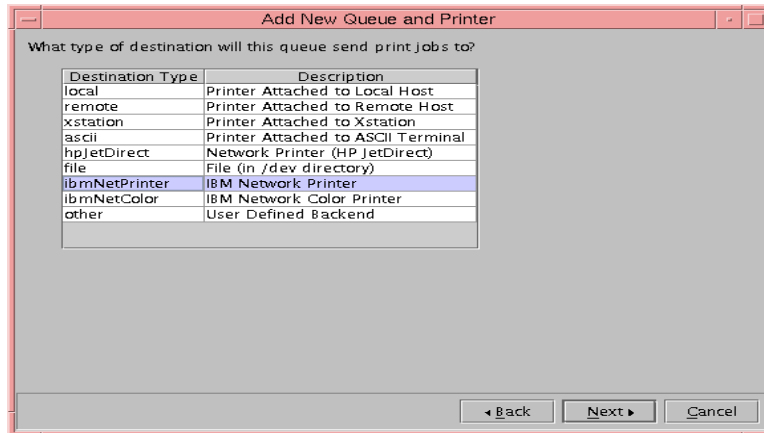 Add New Queue and Printer
What type of destination will this queue send print jobs to?
Destination Type Description
local Printer Attached to Local Host
remote Printer Attached to Remote Host
xstation Printer Attached to Xstation
ascii Printer Attached to ASCII Terminal
hpJetDirect Network Printer (HP JetDirect)
file File (in /dev directory)
ibmNetPrinter IBM Network Printer
ibmNetColor IBM Network Color Printer
other User Defined Backend
Back Next Cancel